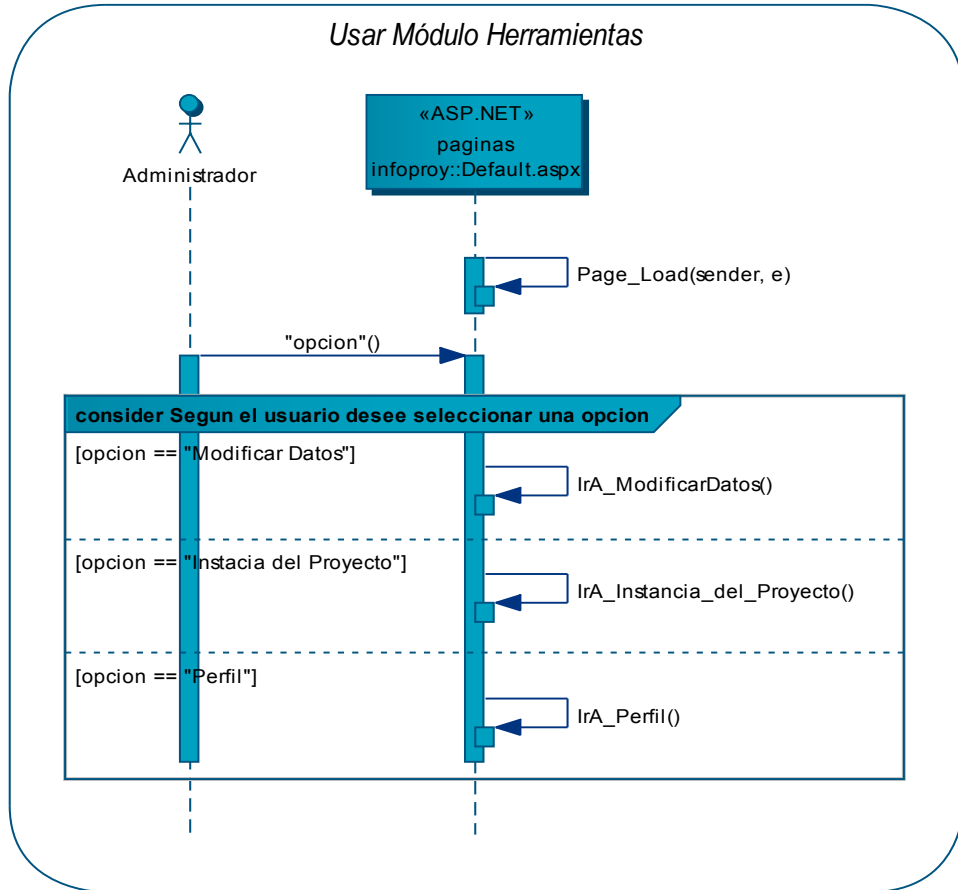 Usar Módulo Herramientas
«ASP.NET»
paginas
infoproy::Default.aspx
Administrador
Page_Load(sender, e)
"opcion"()
consider Segun el usuario desee seleccionar una opcion
[opcion == "Modificar Datos"]
IrA_ModificarDatos()
[opcion == "Instacia del Proyecto"]
IrA_Instancia_del_Proyecto()
[opcion == "Perfil"]
IrA_Perfil()